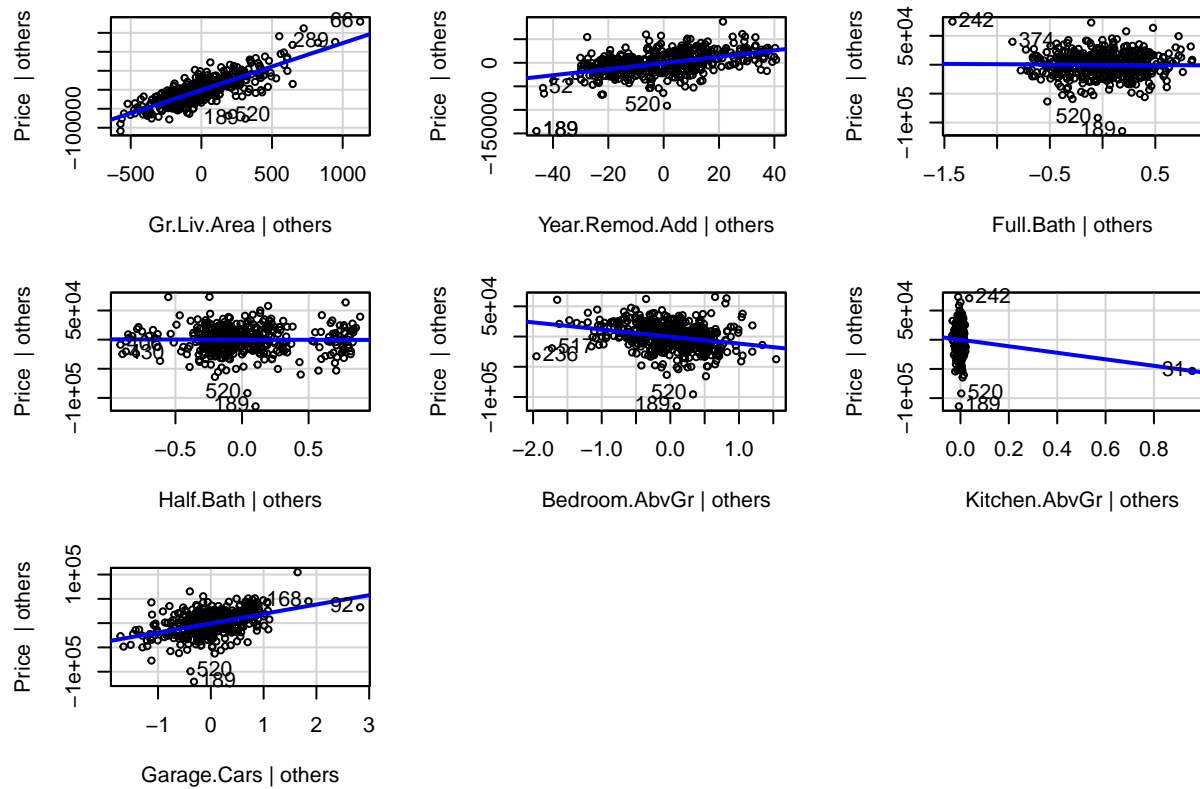 Price | others
−100000
66
289
189
520
−500 0 500 1000
Gr.Liv.Area | others
Price | others
−150000 0
52
520
189
−40 −20 0 20 40
Year.Remod.Add | others
Price | others
−1e+05 5e+04
242
374
520
189
−1.5 −0.5 0.5
Full.Bath | others
Price | others
−1e+05 5e+04
430
520
189
−0.5 0.0 0.5
Half.Bath | others
Price | others
−1e+05 5e+04
517
236
520
189
−2.0 −1.0 0.0 1.0
Bedroom.AbvGr | others
Price | others
−1e+05 5e+04
242
31
520
189
0.0 0.2 0.4 0.6 0.8
Kitchen.AbvGr | others
Price | others
−1e+05 1e+05
168
92
520
189
−1 0 1 2 3
Garage.Cars | others